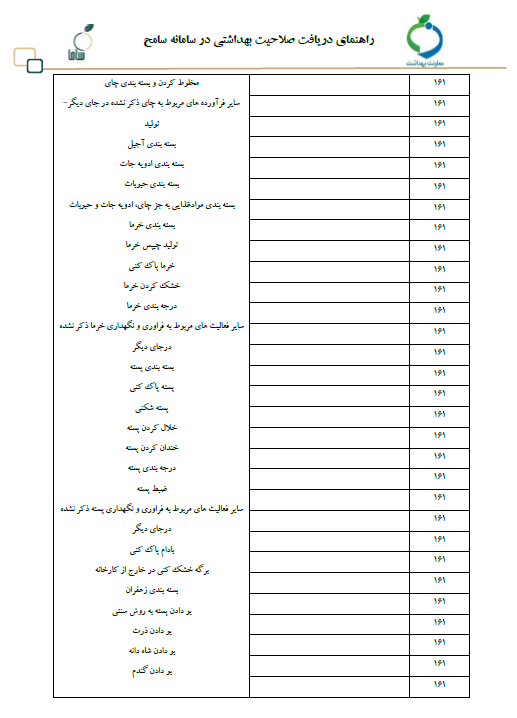 راهنمای دریافت صلاحیت بهداشتی در سامانه سامح
معاونت بهداشت
ساما
۱۶۱ مخلوط کردن و بسته بندی چای
۱۶۱ سایر فرآورده های مربوط به چای ذکر نشده در جای دیگر-
۱۶۱ تولید
۱۶۱ بسته بندی آجیل
۱۶۱ بسته بندی ادویه جات
۱۶۱ بسته بندی حبوبات
۱۶۱ بسته بندی موادغذایی به جز چای، ادویه جات و حبوبات
۱۶۱ بسته بندی خرما
۱۶۱ تولید چیپس خرما
۱۶۱ خرما پاک کنی
۱۶۱ خشک کردن خرما
۱۶۱ درجه بندی خرما
۱۶۱ سایر فعالیت های مربوط به فراوری و نگهداری خرما ذکر نشده
۱۶۱ درجای دیگر
۱۶۱ بسته بندی پسته
۱۶۱ پسته پاک کنی
۱۶۱ پسته شکنی
۱۶۱ خلال کردن پسته
۱۶۱ خندان کردن پسته
۱۶۱ درجه بندی پسته
۱۶۱ ضبط پسته
۱۶۱ سایر فعالیت های مربوط به فراوری و نگهداری پسته ذکر نشده
۱۶۱ درجای دیگر
۱۶۱ بادام پاک کنی
۱۶۱ برگه خشک کنی در خارج از کارخانه
۱۶۱ بسته بندی زعفران
۱۶۱ بو دادن پسته به روش سنتی
۱۶۱ بو دادن ذرت
۱۶۱ بو دادن شاه دانه
۱۶۱ بو دادن گندم